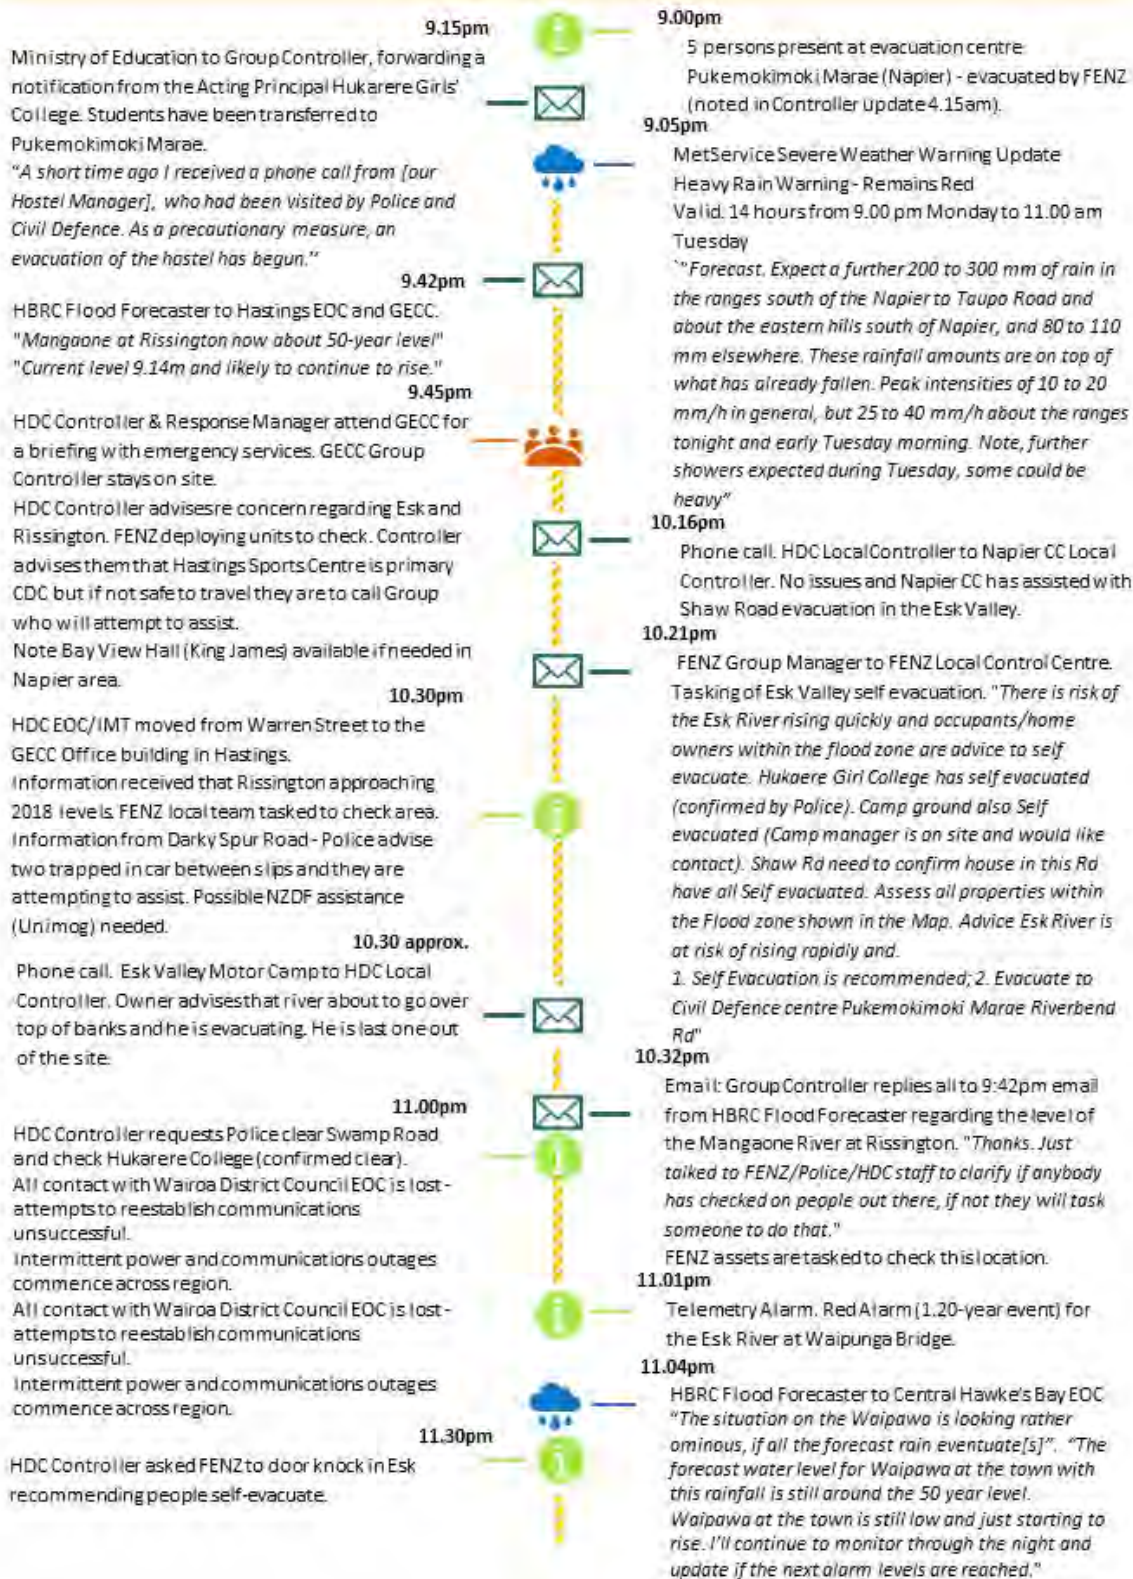 9.15pm
Ministry of Education to Group Controller, forwarding a
notification from the Acting Principal Hukarere Girls'
College. Students have been transferred to
Pukemokimoki Marae.
"A short time ago I received a phone call from [our
Hostel Manager], who had been visited by Police and
Civil Defence. As a precautionary measure, an
evacuation of the hostel has begun."
9.42pm
HBRC Flood Forecaster to Hastings EOC and GECC.
"Mangaone at Rissington now about 50-year level"
"Current level 9.14m and likely to continue to rise."
9.45pm
HDC Controller & Response Manager attend GECC for
a briefing with emergency services. GECC Group
Controller stays on site.
HDC Controller advises re concern regarding Esk and
Rissington. FENZ deploying units to check. Controller
advises them that Hastings Sports Centre is primary
CDC but if not safe to travel they are to call Group
who will attempt to assist.
Note Bay View Hall (King James) available if needed in
Napier area.
10.30pm
HDC EOC/IMT moved from Warren Street to the
GECC Office building in Hastings.
Information received that Rissington approaching
2018 levels. FENZ local team tasked to check area.
Information from Darky Spur Road - Police advise
two trapped in car between slips and they are
attempting to assist. Possible NZDF assistance
(Unimog) needed.
10.30 approx.
Phone call. Esk Valley Motor Camp to HDC Local
Controller. Owner advises that river about to go over
top of banks and he is evacuating. He is last one out
of the site.
11.00pm
HDC Controller requests Police clear Swamp Road
and check Hukarere College (confirmed clear).
All contact with Wairoa District Council EOC is lost -
attempts to reestablish communications
unsuccessful.
Intermittent power and communications outages
commence across region.
All contact with Wairoa District Council EOC is lost -
attempts to reestablish communications
unsuccessful.
Intermittent power and communications outages
commence across region.
11.30pm
HDC Controller asked FENZ to door knock in Esk
recommending people self-evacuate.
9.00pm
5 persons present at evacuation centre
Pukemokimoki Marae (Napier) - evacuated by FENZ
(noted in Controller update 4.15am).
9.05pm
MetService Severe Weather Warning Update
Heavy Rain Warning - Remains Red
Valid. 14 hours from 9.00 pm Monday to 11.00 am
Tuesday
`"Forecast. Expect a further 200 to 300 mm of rain in
the ranges south of the Napier to Taupo Road and
about the eastern hills south of Napier, and 80 to 110
mm elsewhere. These rainfall amounts are on top of
what has already fallen. Peak intensities of 10 to 20
mm/h in general, but 25 to 40 mm/h about the ranges
tonight and early Tuesday morning. Note, further
showers expected during Tuesday, some could be
heavy"
10.16pm
Phone call. HDC Local Controller to Napier CC Local
Controller. No issues and Napier CC has assisted with
Shaw Road evacuation in the Esk Valley.
10.21pm
FENZ Group Manager to FENZ Local Control Centre.
Tasking of Esk Valley self evacuation. "There is risk of
the Esk River rising quickly and occupants/home
owners within the flood zone are advice to self
evacuate. Hukaere Girl College has self evacuated
(confirmed by Police). Camp ground also Self
evacuated (Camp manager is on site and would like
contact). Shaw Rd need to confirm house in this Rd
have all Self evacuated. Assess all properties within
the Flood zone shown in the Map. Advice Esk River is
at risk of rising rapidly and.
1. Self Evacuation is recommended; 2. Evacuate to
Civil Defence centre Pukemokimoki Marae Riverbend
Rd"
10.32pm
Email: Group Controller replies all to 9:42pm email
from HBRC Flood Forecaster regarding the level of
the Mangaone River at Rissington. "Thanks. Just
talked to FENZ/Police/HDC staff to clarify if anybody
has checked on people out there, if not they will task
someone to do that."
FENZ assets are tasked to check this location.
11.01pm
Telemetry Alarm. Red Alarm (1.20-year event) for
the Esk River at Waipunga Bridge.
11.04pm
HBRC Flood Forecaster to Central Hawke's Bay EOC
"The situation on the Waipawa is looking rather
ominous, if all the forecast rain eventuate[s]". "The
forecast water level for Waipawa at the town with
this rainfall is still around the 50 year level.
Waipawa at the town is still low and just starting to
rise. I'll continue to monitor through the night and
update if the next alarm levels are reached."